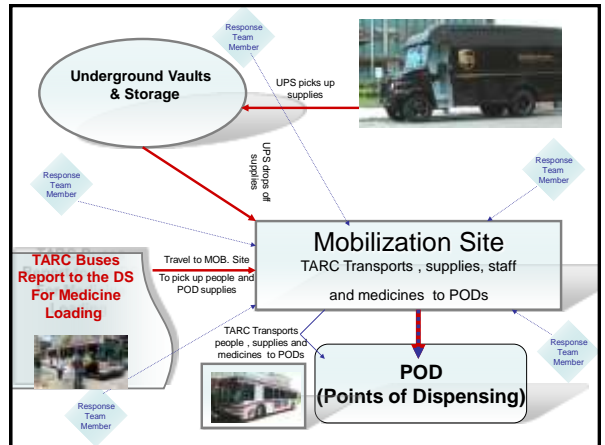 Response
Team
Member
Underground Vaults
& Storage
UPS picks up
supplies
Response
Team
Member
UPS drops off
supplies
Response
Team
Member
Response
Team
Member
TARC Buses
Report to the DS
For Medicine
Loading
Travel to MOB. Site
To pick up people and
POD supplies
Mobilization Site
TARC Transports , supplies, staff
and medicines to PODs
TARC Transports
people , supplies and
medicines to PODs
Response
Team
Member
Response
Team
Member
POD
(Points of Dispensing)